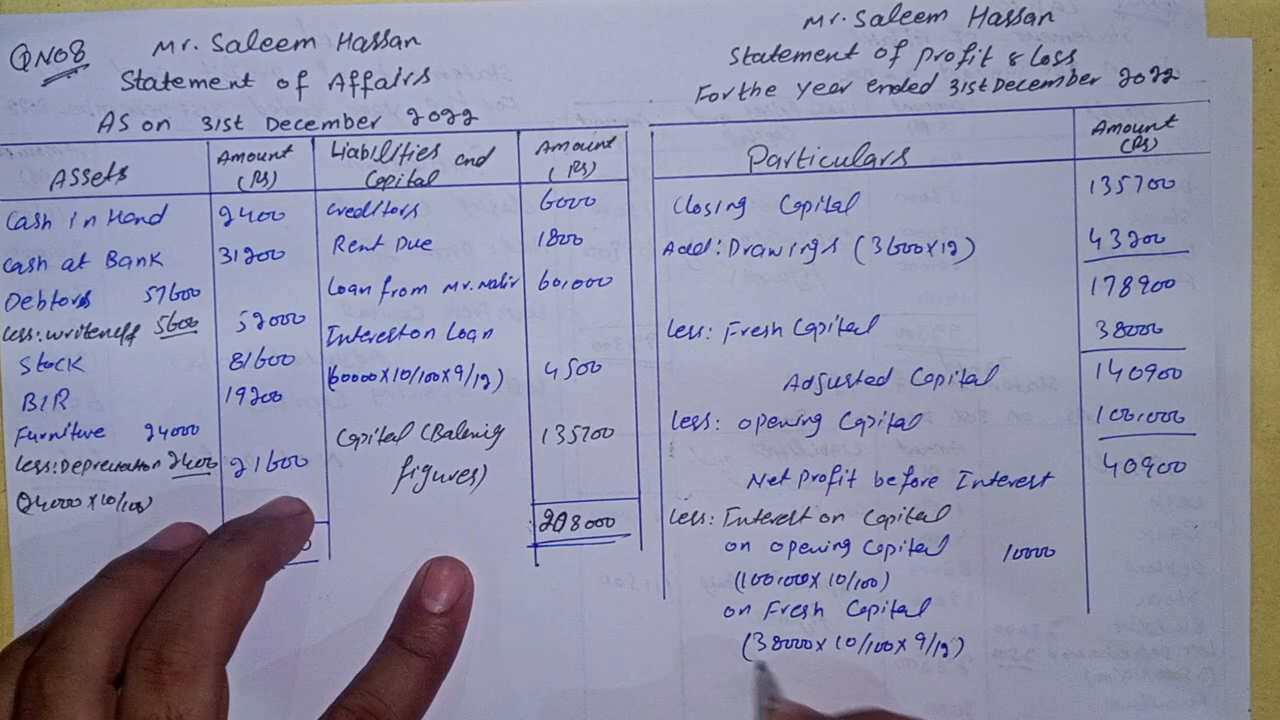 QNO8
Mr. Saleem Hassan
Statement of Affairs
As on 31st December 2022
Assets Amount (Rs) Liabilities and Capital Amount (Rs)
Cash in Hand 2400 Creditors 6000
Cash at Bank 31200 Rent Due 1800
Debtors 57600 Loan from Mr. Nasir 60,000
Less: writeneff 5600 52000 Interest on Loan
Stock 81600 (60000x10/100x9/12) 4500
B/R 19200
Furniture 24000 Capital (Balanig 135700
Less: Depreviation 2400 21600 figures)
(24000x10/100)
208000
Mr. Saleem Hassan
Statement of profit & Loss
For the year ended 31st December 2022
Particulars Amount (Rs)
Closing Capital 135700
Add: Drawings (3600x12) 43200
178900
Less: Fresh Capital 38000
Adjusted Capital 140900
Less: opening Capital 100,000
Net profit before Interest 40900
Less: Interest on Capital
on opening Capital 10000
(100,000x10/100)
on Fresh Capital
(38000x10/100x9/12)